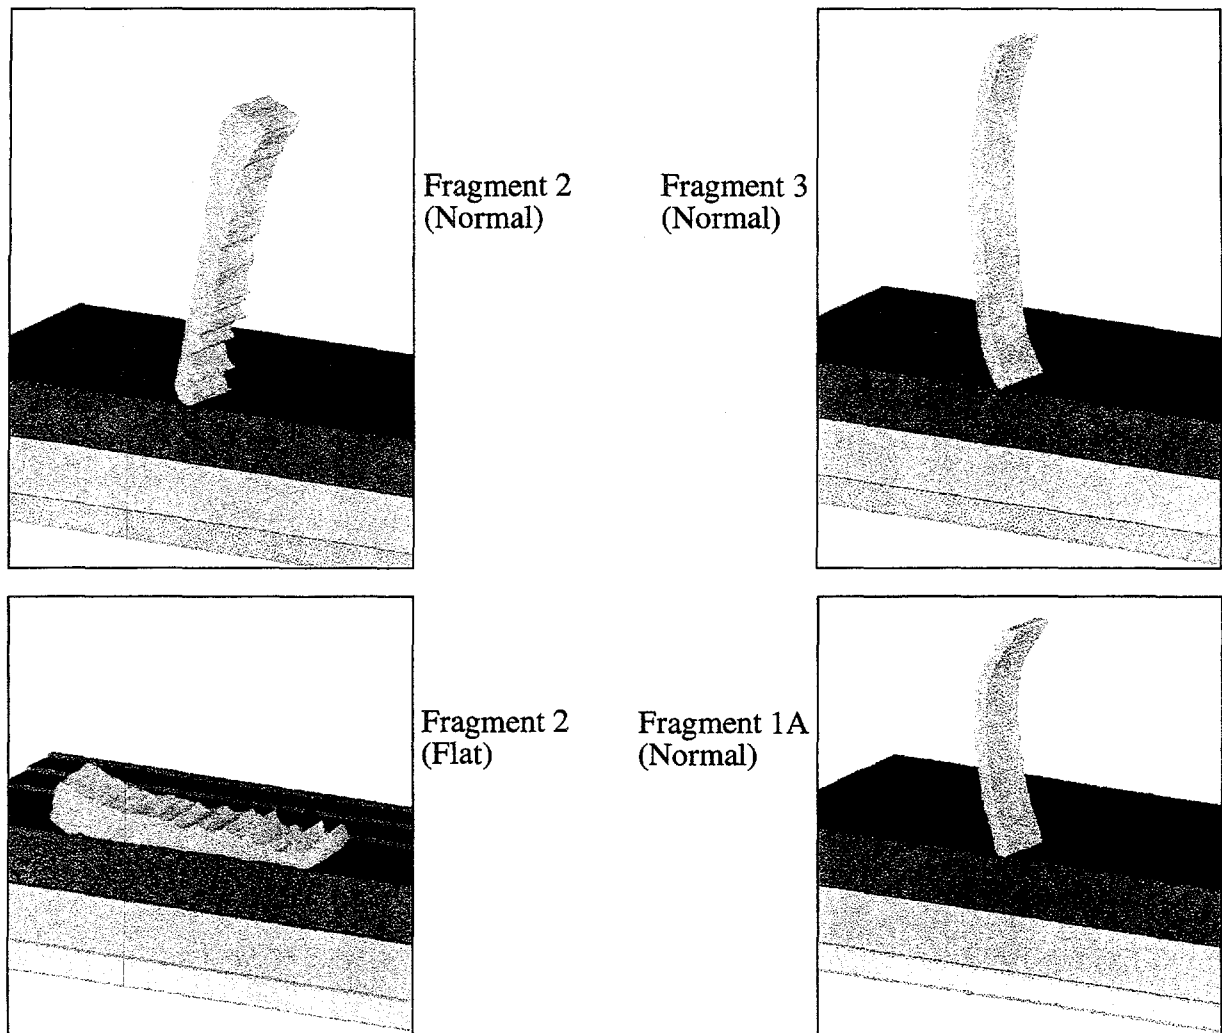 Fragment 2
(Normal)
Fragment 3
(Normal)
Fragment 2
(Flat)
Fragment 1A
(Normal)